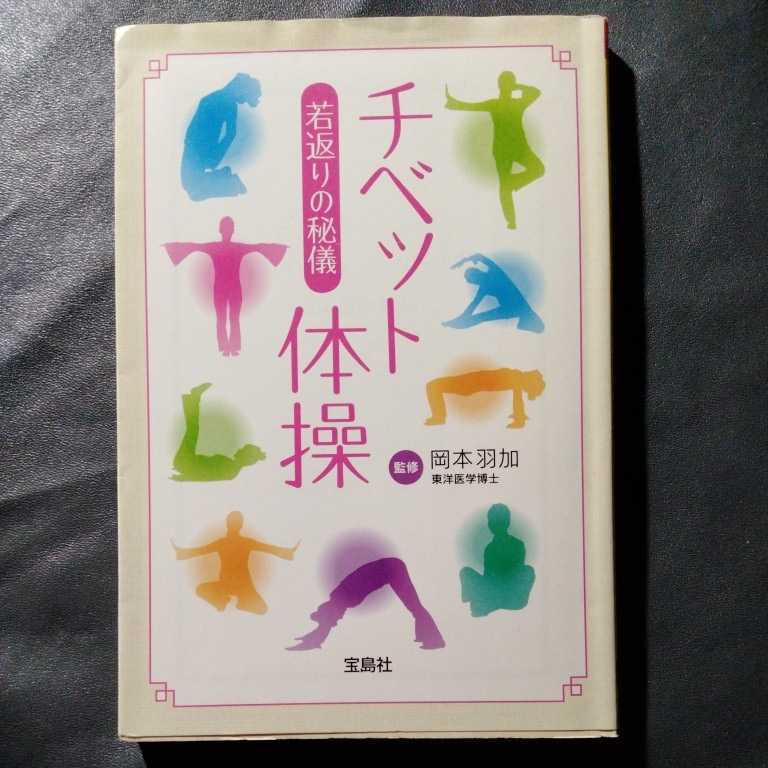 チベット体操
若返りの秘儀
監修 岡本羽加
東洋医学博士
宝島社